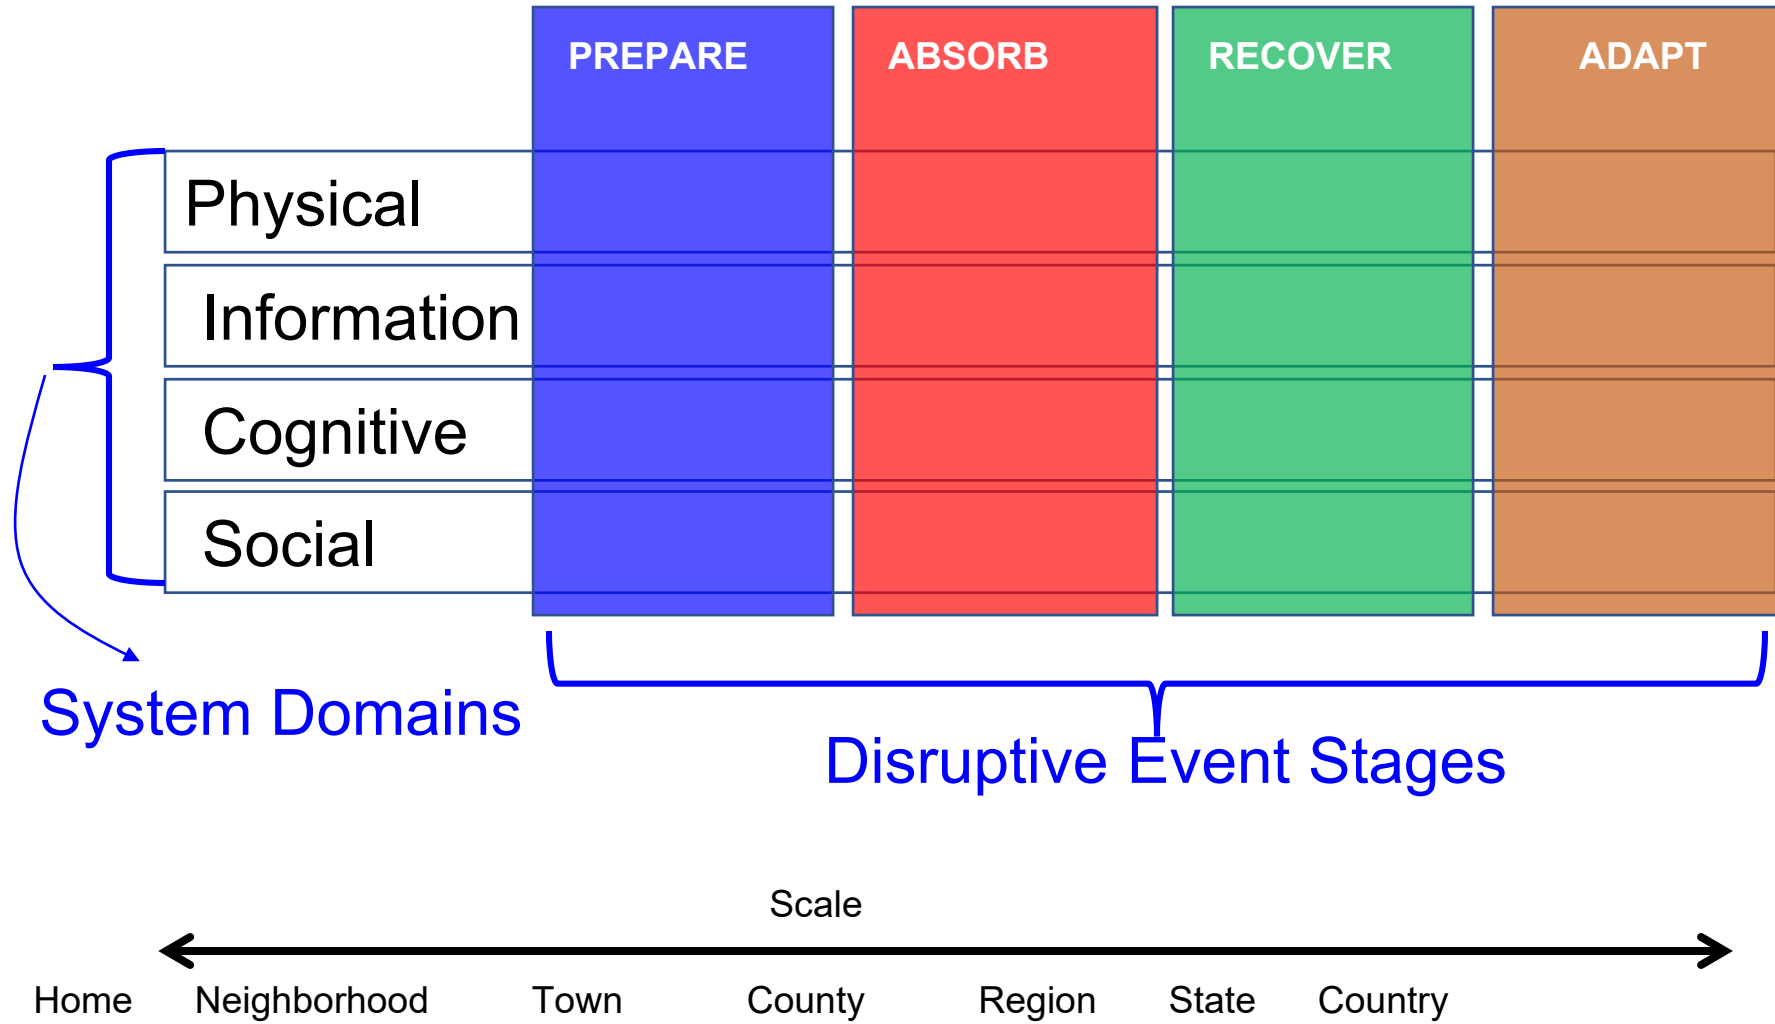 PREPARE ABSORB RECOVER ADAPT
Physical
Information
Cognitive
Social
System Domains
Disruptive Event Stages
Scale
Home Neighborhood Town County Region State Country